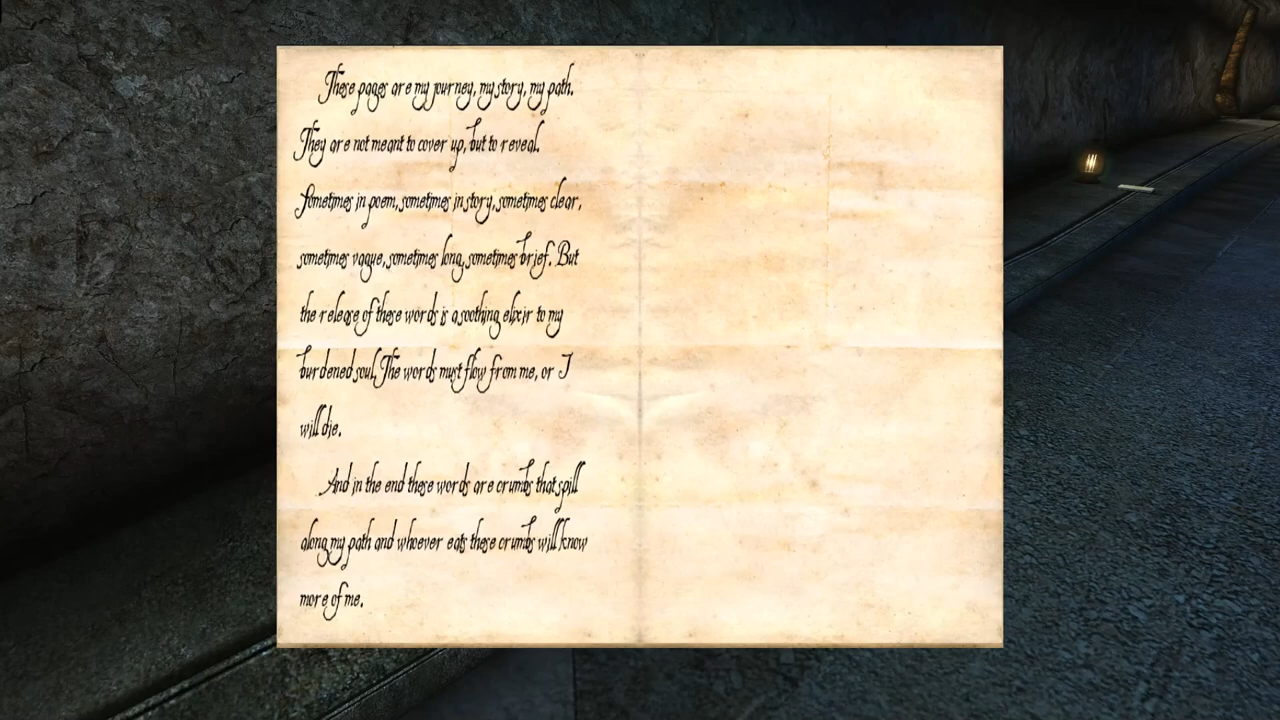 These pages are my journey, my story, my path.
They are not meant to cover up, but to reveal.
Sometimes in poem, sometimes in story, sometimes clear,
sometimes vague, sometimes long, sometimes brief. But
the release of these words is a soothing elixir to my
burdened soul. The words must flow from me, or I
will die.
And in the end these words are crumbs that spill
along my path and whoever eats these crumbs will know
more of me.